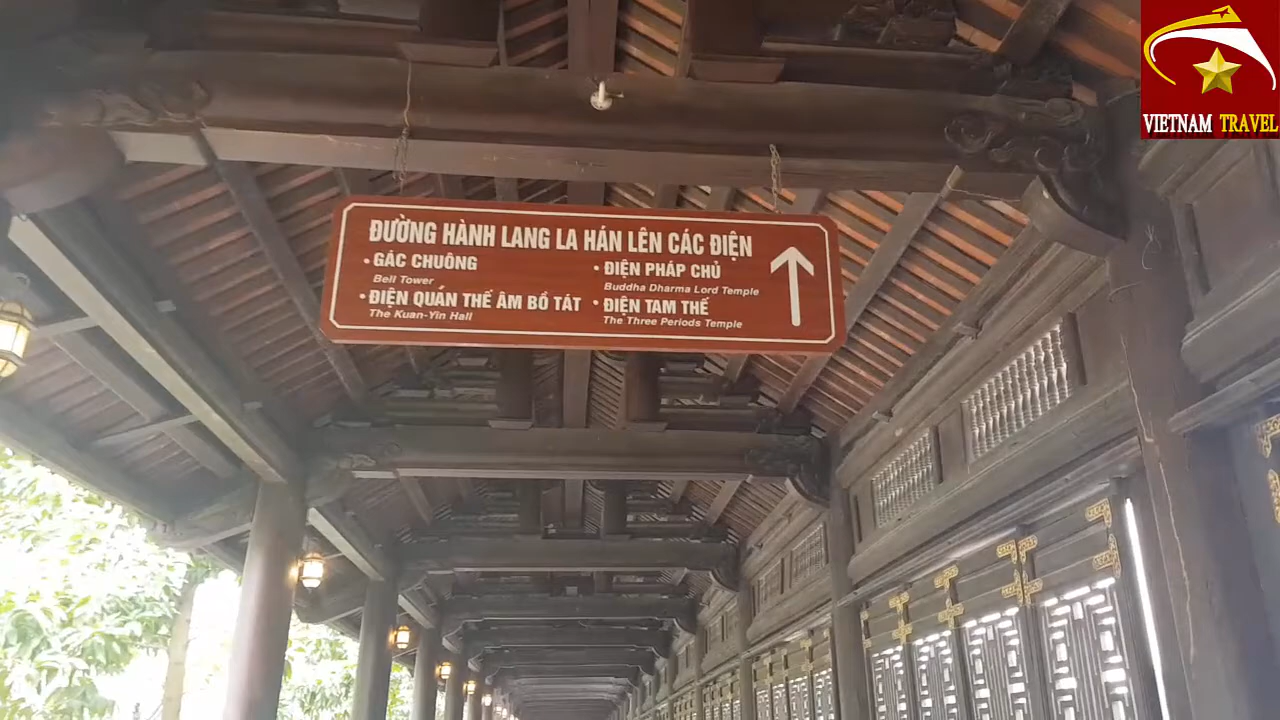 VIETNAM TRAVEL
ĐƯỜNG HÀNH LANG LA HÁN LÊN CÁC ĐIỆN
• GÁC CHUÔNG
Bell Tower
• ĐIỆN QUÁN THẾ ÂM BỒ TÁT
The Kuan-Yin Hall
• ĐIỆN PHÁP CHỦ
Buddha Dharma Lord Temple
• ĐIỆN TAM THẾ
The Three Periods Temple